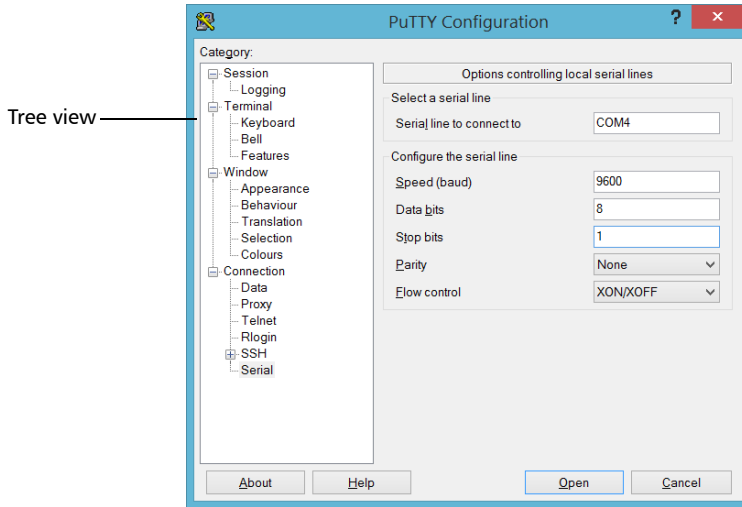 PuTTY Configuration
?
×
Category:
Session
Logging
Terminal
Keyboard
Bell
Features
Window
Appearance
Behaviour
Translation
Selection
Colours
Connection
Data
Proxy
Telnet
Rlogin
SSH
Serial
Tree view
Options controlling local serial lines
Select a serial line
Serial line to connect to COM4
Configure the serial line
Speed (baud) 9600
Data bits 8
Stop bits 1
Parity None
Flow control XON/XOFF
About Help Open Cancel